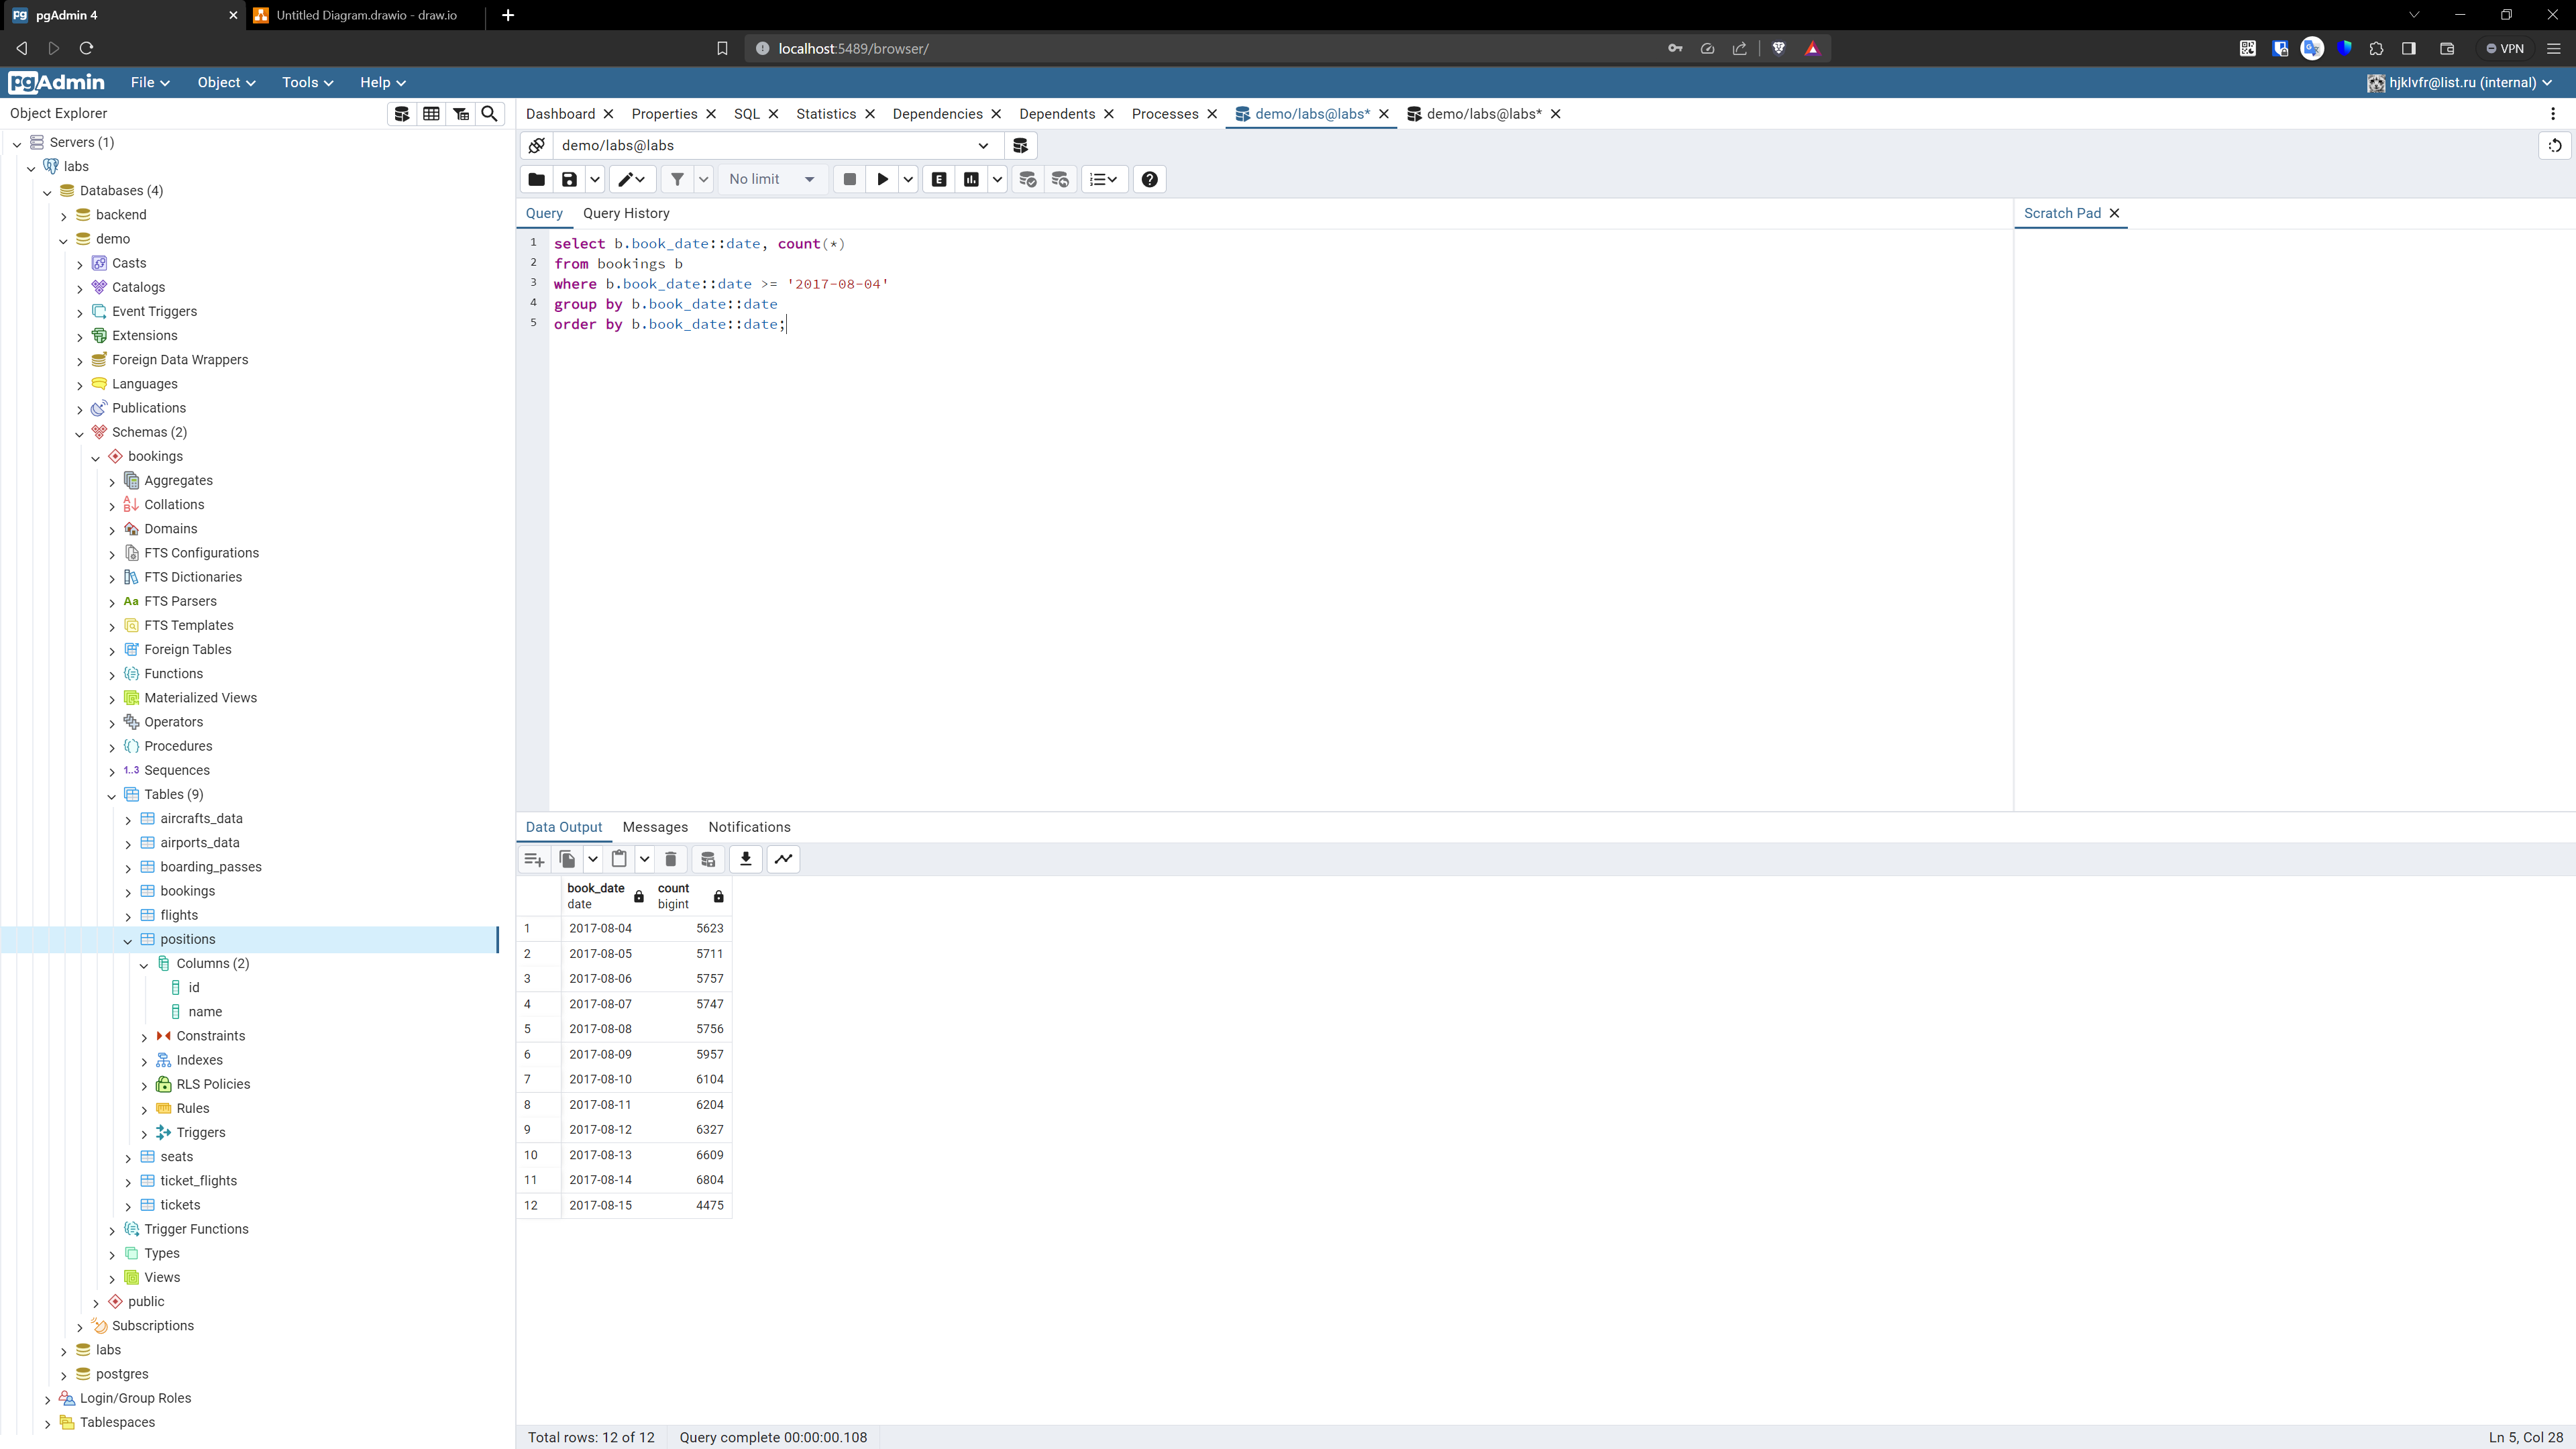 pgAdmin 4
Untitled Diagram.drawio - draw.io
localhost:5489/browser/
VPN
pgAdmin
File
Object
Tools
Help
hjklvfr@list.ru (internal)
Object Explorer
Servers (1)
labs
Databases (4)
backend
demo
Casts
Catalogs
Event Triggers
Extensions
Foreign Data Wrappers
Languages
Publications
Schemas (2)
bookings
Aggregates
Collations
Domains
FTS Configurations
FTS Dictionaries
Aa FTS Parsers
FTS Templates
Foreign Tables
Functions
Materialized Views
Operators
Procedures
1..3 Sequences
Tables (9)
aircrafts_data
airports_data
boarding_passes
bookings
flights
positions
Columns (2)
id
name
Constraints
Indexes
RLS Policies
Rules
Triggers
seats
ticket_flights
tickets
Trigger Functions
Types
Views
public
Subscriptions
labs
postgres
Login/Group Roles
Tablespaces
Dashboard
Properties
SQL
Statistics
Dependencies
Dependents
Processes
demo/labs@labs*
demo/labs@labs*
demo/labs@labs
No limit
E
Query
Query History
Scratch Pad
1 select b.book_date::date, count(*)
2 from bookings b
3 where b.book_date::date >= '2017-08-04'
4 group by b.book_date::date
5 order by b.book_date::date;
Data Output
Messages
Notifications
book_date count
date bigint
1 2017-08-04 5623
2 2017-08-05 5711
3 2017-08-06 5757
4 2017-08-07 5747
5 2017-08-08 5756
6 2017-08-09 5957
7 2017-08-10 6104
8 2017-08-11 6204
9 2017-08-12 6327
10 2017-08-13 6609
11 2017-08-14 6804
12 2017-08-15 4475
Total rows: 12 of 12
Query complete 00:00:00.108
Ln 5, Col 28